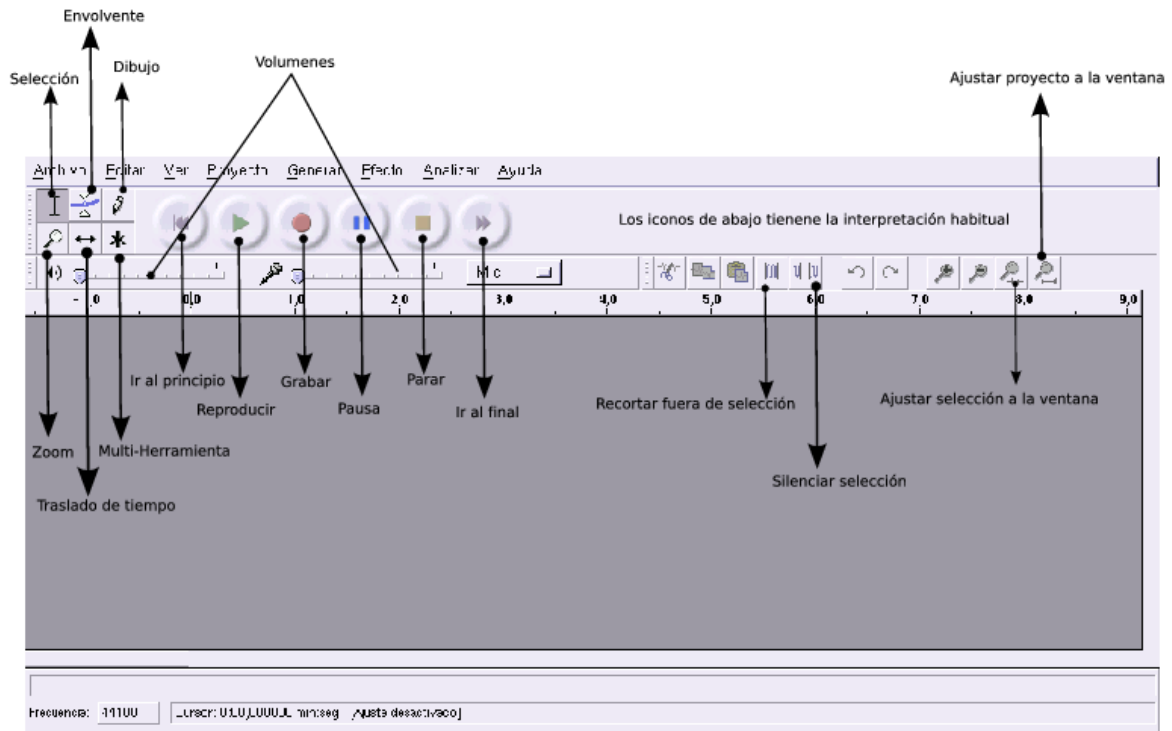 Envolvente
Selección
Dibujo
Volumenes
Ajustar proyecto a la ventana
Archivo Editar Ver Proyecto Generar Efecto Analizar Ayuda
Los iconos de abajo tienene la interpretación habitual
Mic
0,0 1,0 2,0 3,0 4,0 5,0 6,0 7,0 8,0 9,0
Ir al principio
Reproducir
Grabar
Pausa
Parar
Ir al final
Recortar fuera de selección
Ajustar selección a la ventana
Zoom
Multi-Herramienta
Silenciar selección
Traslado de tiempo
Frecuencia: 44100
Cursor: min:seg [Ajuste desactivado]